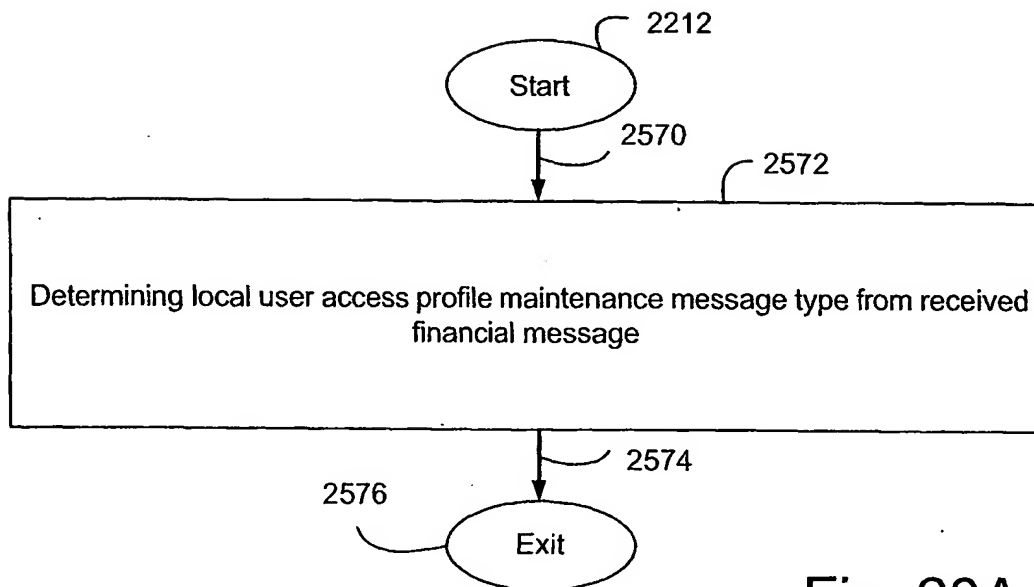 2212
Start
2570
2572
Determining local user access profile maintenance message type from received
financial message
2574
2576
Exit
Fig.